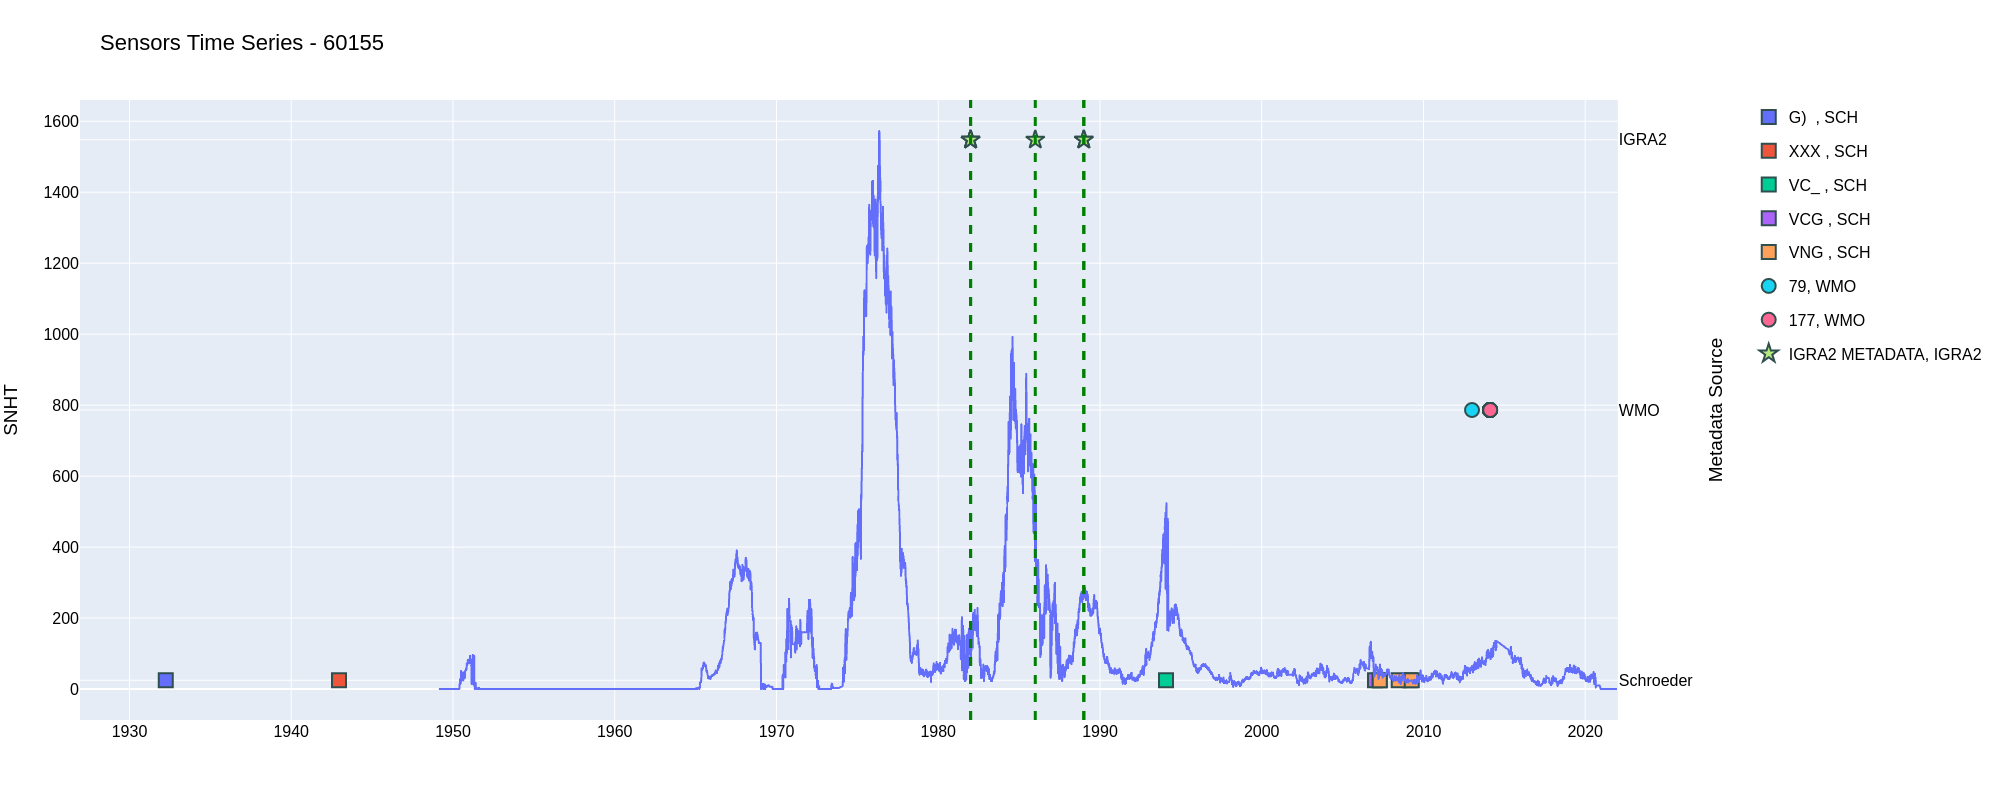 Sensors Time Series - 60155
1600
1400
1200
1000
800
600
400
200
0
SNHT
1930
1940
1950
1960
1970
1980
1990
2000
2010
2020
IGRA2
WMO
Schroeder
Metadata Source
G)  , SCH
XXX , SCH
VC_ , SCH
VCG , SCH
VNG , SCH
79, WMO
177, WMO
IGRA2 METADATA, IGRA2